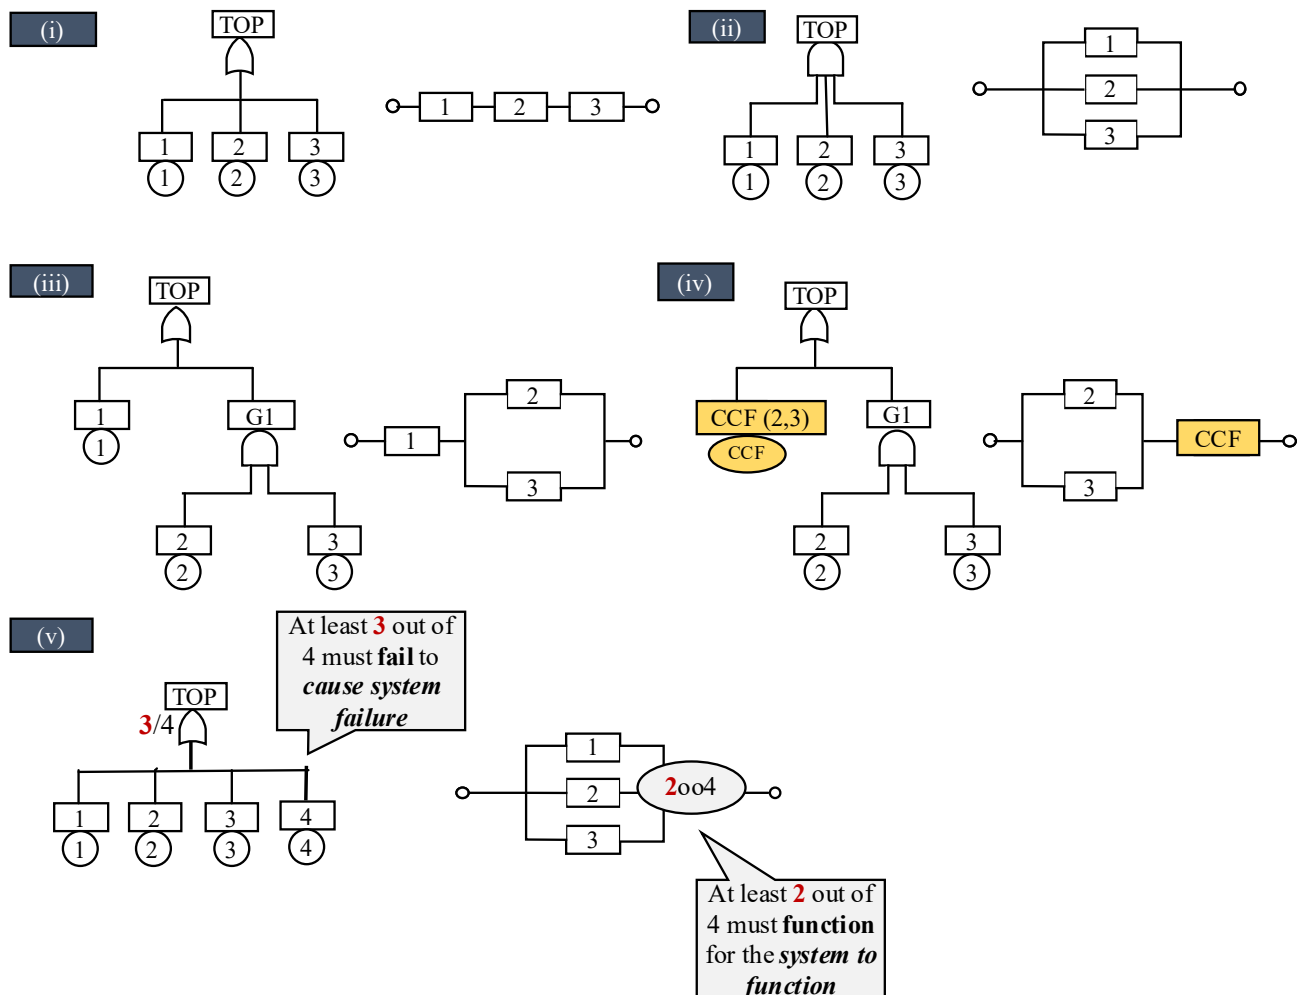 (i)
TOP
1 2 3
1 2 3
1 2 3
(ii)
TOP
1 2 3
1 2 3
1
2
3
(iii)
TOP
1 G1
1
2 3
2 3
1
2
3
(iv)
TOP
CCF (2,3) G1
CCF
2 3
2 3
2
3
CCF
(v)
TOP
3/4
1 2 3 4
1 2 3 4
At least 3 out of
4 must fail to
cause system
failure
1
2
3
2oo4
At least 2 out of
4 must function
for the system to
function